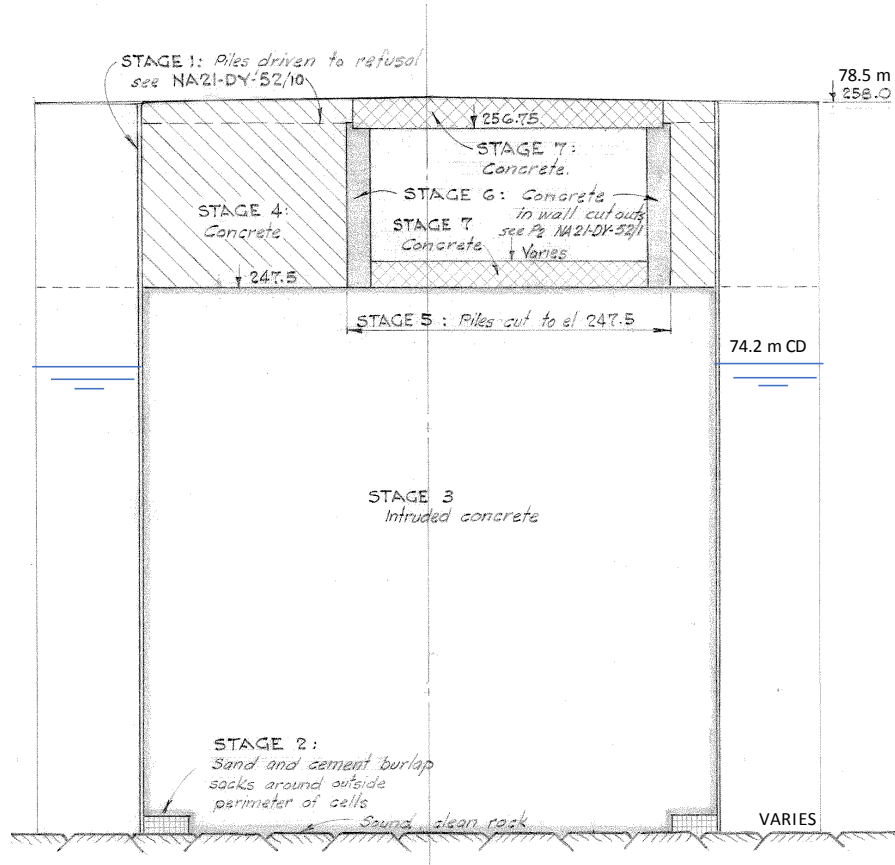 STAGE 1: Piles driven to refusal
see NA21-DY-52/10
78.5 m
258.0
256.75
STAGE 7:
Concrete.
STAGE 6: Concrete
in wall cut outs
see P2 NA21-DY-52/1
STAGE 4:
Concrete
STAGE 7
Concrete
Varies
247.5
STAGE 5: Piles cut to el 247.5
74.2 m CD
STAGE 3
Intruded concrete
STAGE 2:
Sand and cement burlap
sacks around outside
perimeter of cells
Sound, clean rock
VARIES